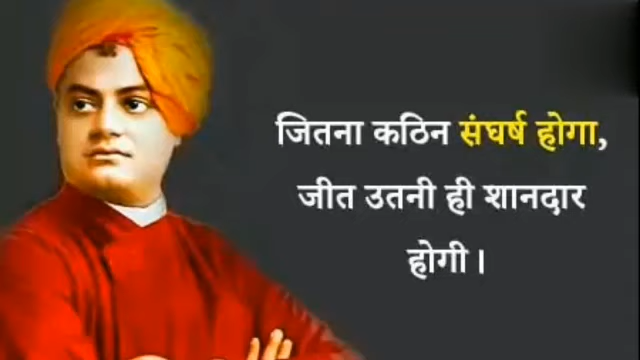 जितना कठिन संघर्ष होगा,
जीत उतनी ही शानदार
होगी।